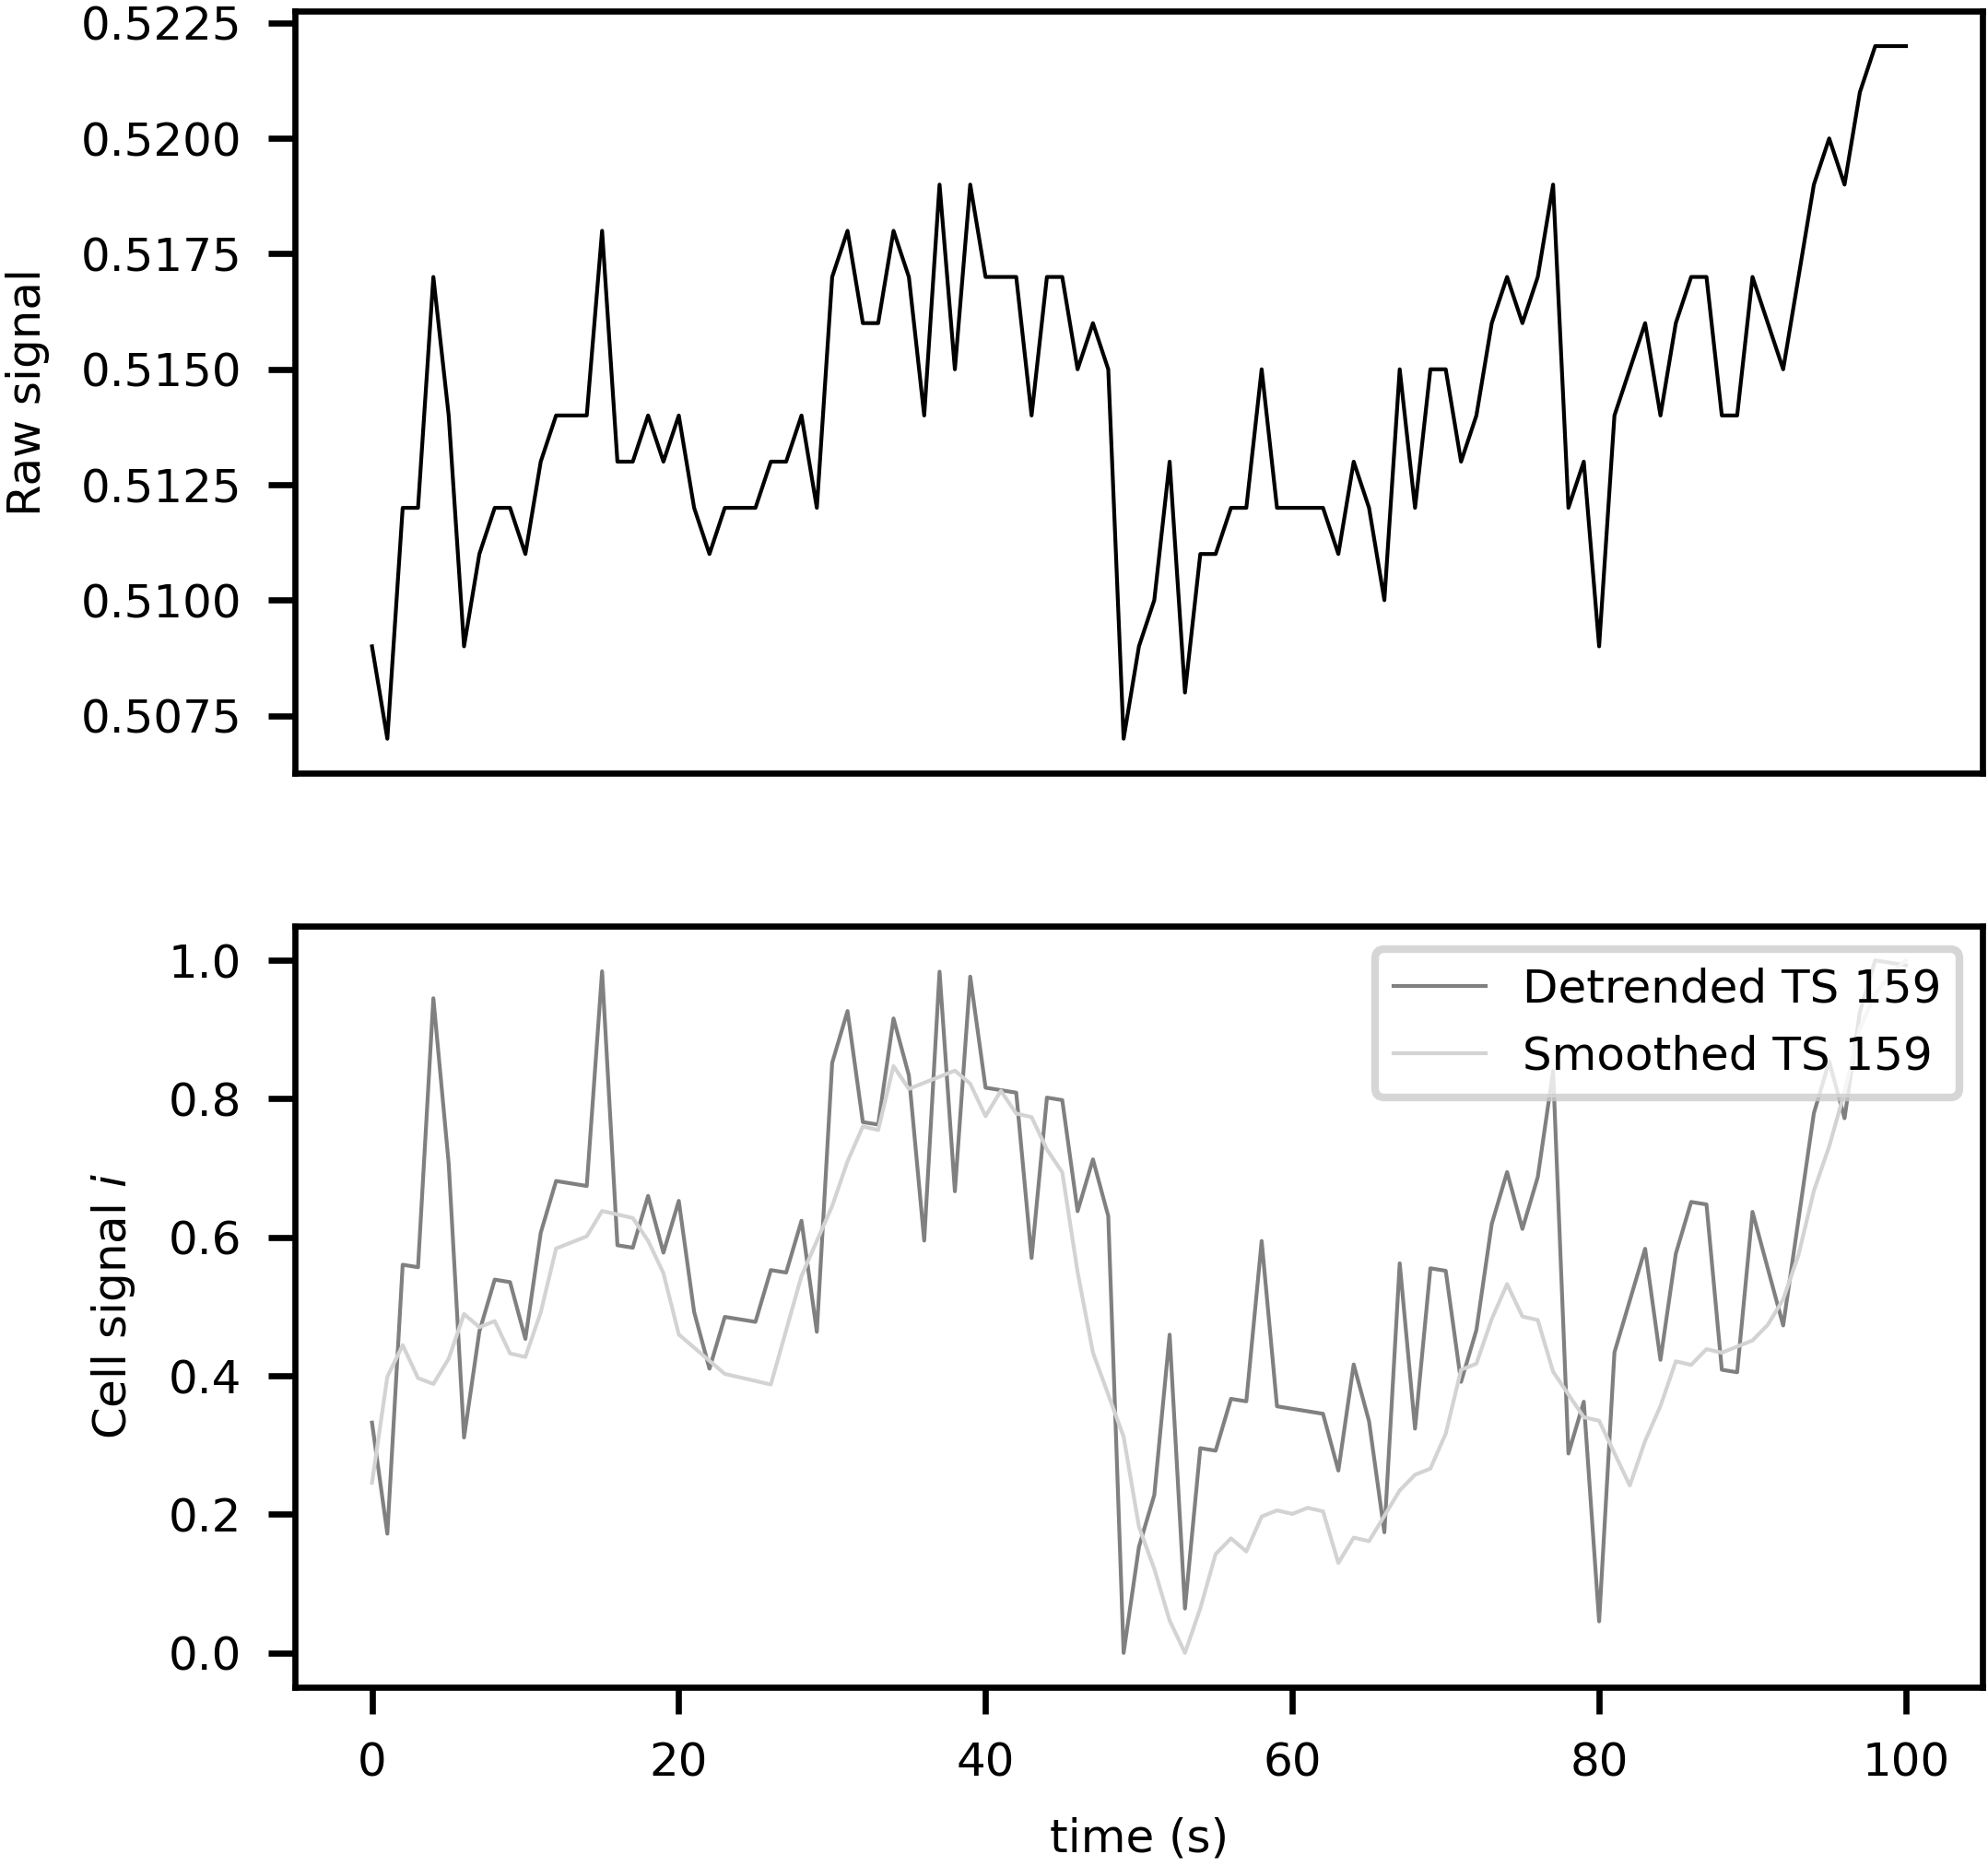 0.5225
0.5200
0.5175
0.5150
0.5125
0.5100
0.5075
Raw signal
1.0
0.8
0.6
0.4
0.2
0.0
Cell signal i
Detrended TS 159
Smoothed TS 159
0 20 40 60 80 100
time (s)